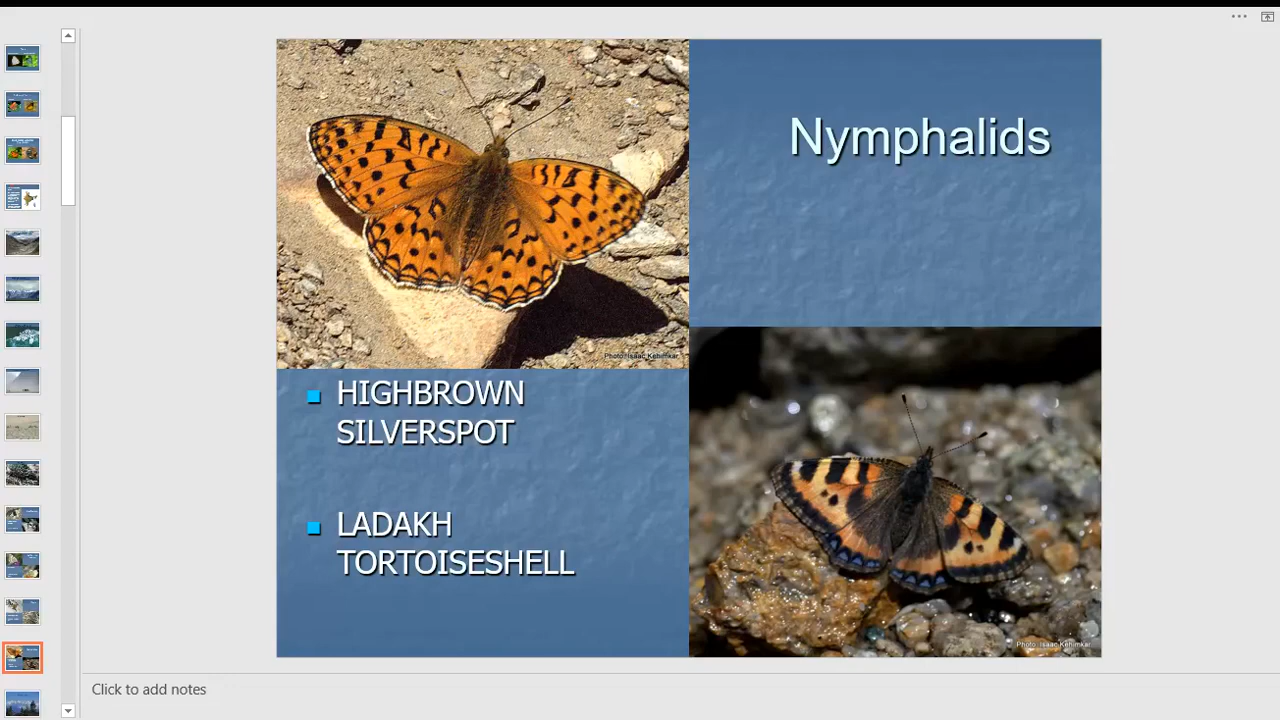 Nymphalids
Photo: Isaac Kehimkar
HIGHBROWN
SILVERSPOT
LADAKH
TORTOISESHELL
Photo: Isaac Kehimkar
Click to add notes